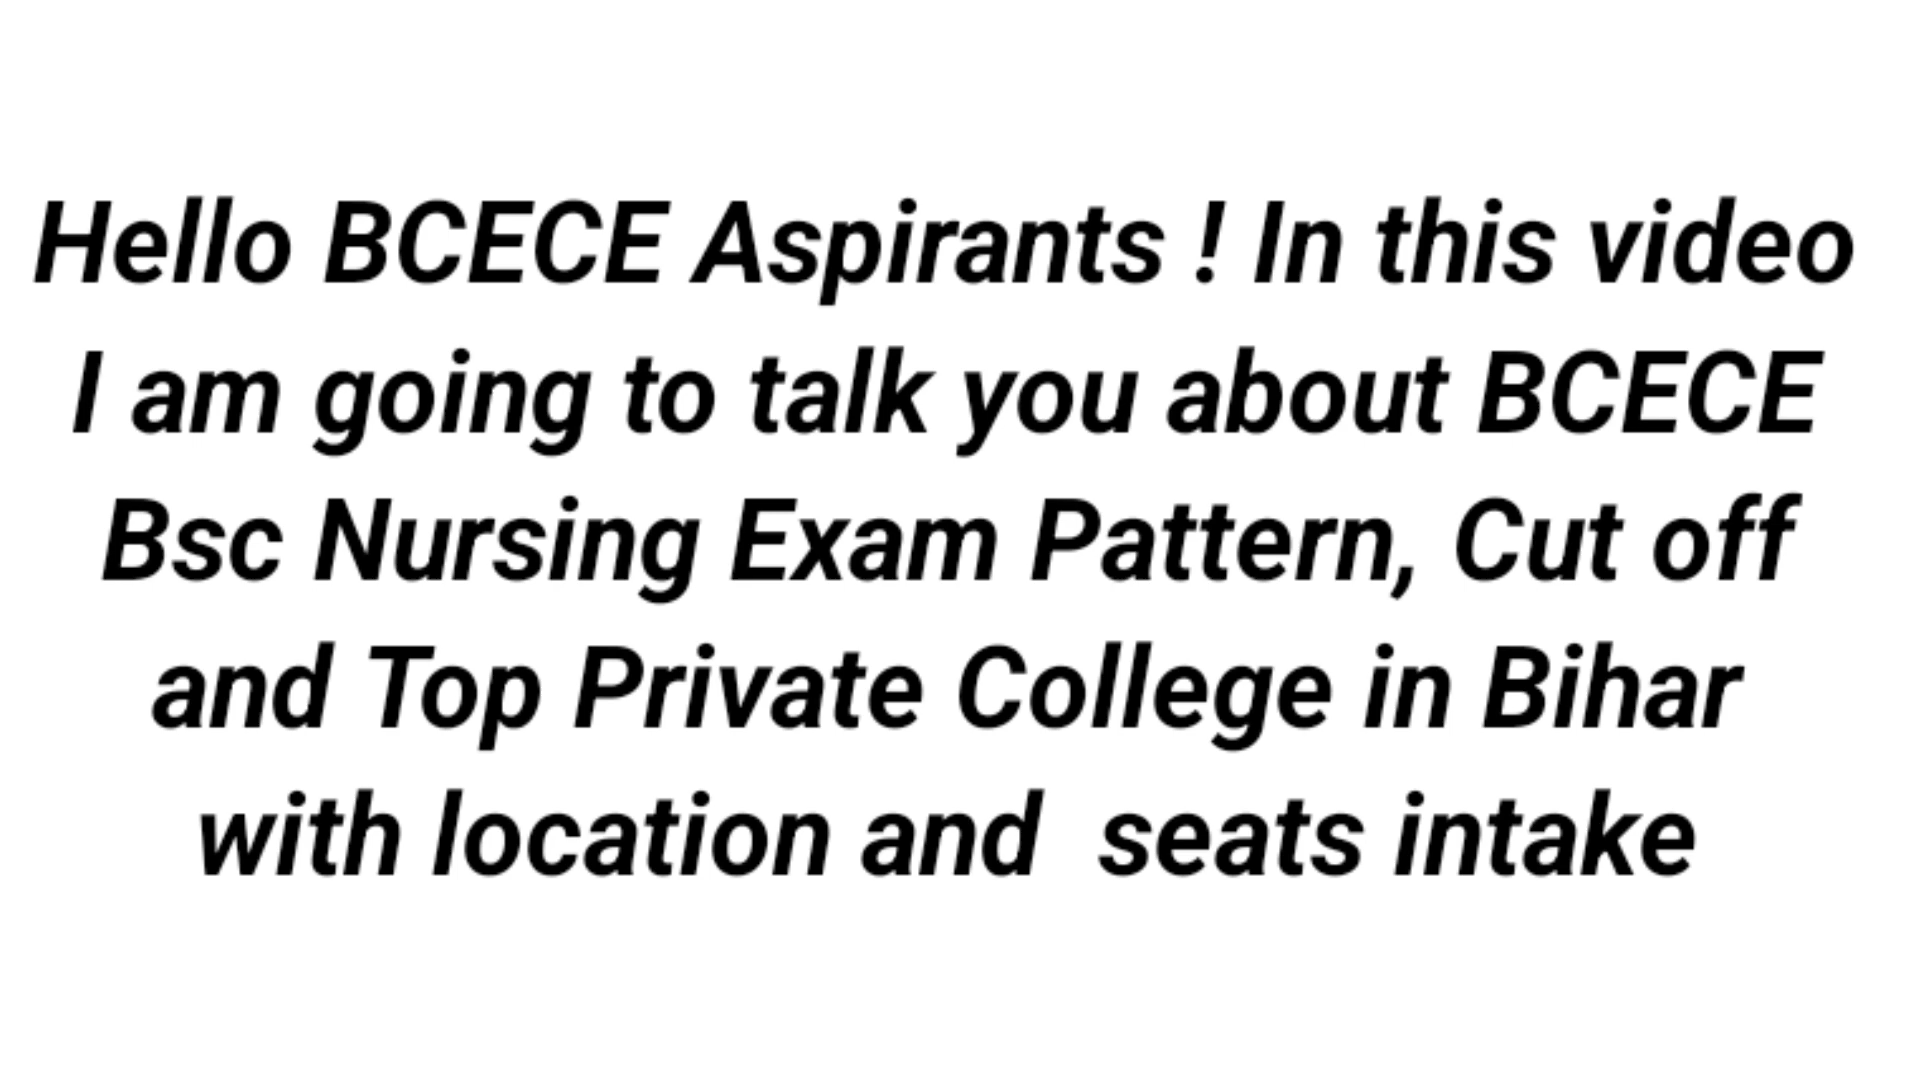 Hello BCECE Aspirants ! In this video
I am going to talk you about BCECE
Bsc Nursing Exam Pattern, Cut off
and Top Private College in Bihar
with location and  seats intake